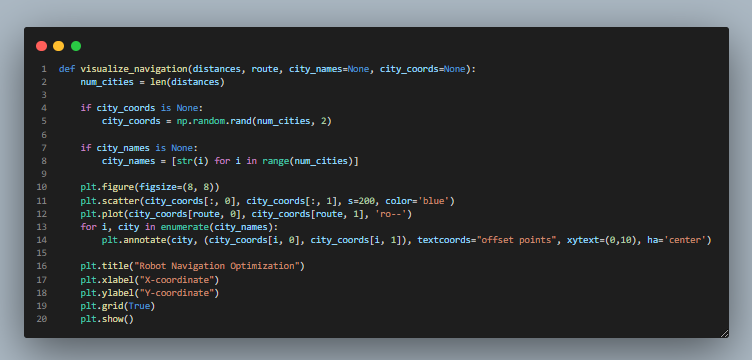 1 def visualize_navigation(distances, route, city_names=None, city_coords=None):
2     num_cities = len(distances)
3
4     if city_coords is None:
5         city_coords = np.random.rand(num_cities, 2)
6
7     if city_names is None:
8         city_names = [str(i) for i in range(num_cities)]
9
10     plt.figure(figsize=(8, 8))
11     plt.scatter(city_coords[:, 0], city_coords[:, 1], s=200, color='blue')
12     plt.plot(city_coords[route, 0], city_coords[route, 1], 'ro--')
13     for i, city in enumerate(city_names):
14         plt.annotate(city, (city_coords[i, 0], city_coords[i, 1]), textcoords="offset points", xytext=(0,10), ha='center')
15
16     plt.title("Robot Navigation Optimization")
17     plt.xlabel("X-coordinate")
18     plt.ylabel("Y-coordinate")
19     plt.grid(True)
20     plt.show()